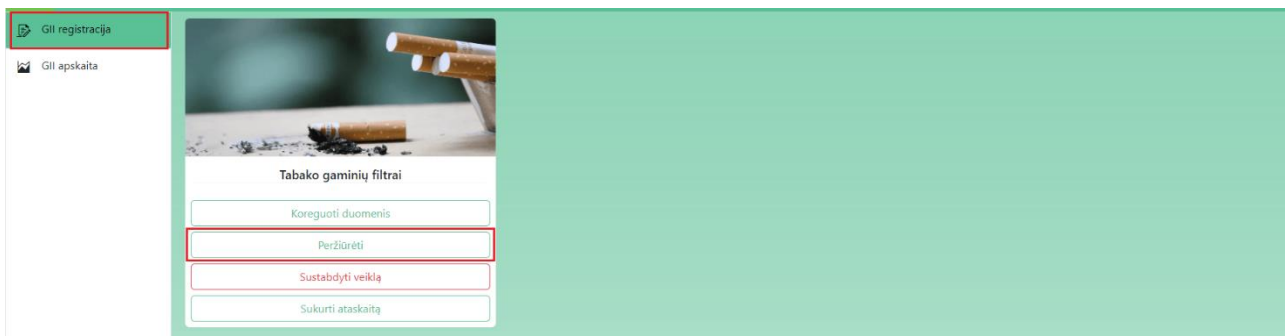 GII registracija
GII apskaita
Tabako gaminių filtrai
Koreguoti duomenis
Peržiūrėti
Sustabdyti veiklą
Sukurti ataskaitą